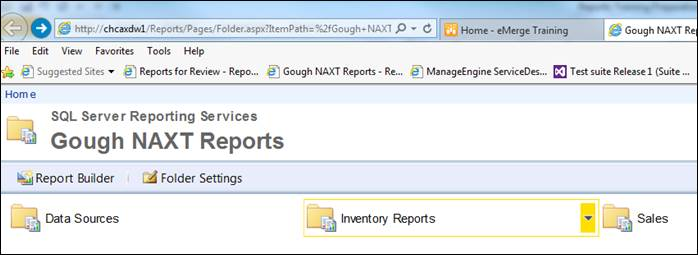 http://chcaxdw1/Reports/Pages/Folder.aspx?ItemPath=%2fGough+NAXT
Home - eMerge Training
Gough NAXT Reports
File Edit View Favorites Tools Help
Suggested Sites
Reports for Review - Repo...
Gough NAXT Reports - Re...
ManageEngine ServiceDes...
Test suite Release 1 (Suite ...
Home
SQL Server Reporting Services
Gough NAXT Reports
Report Builder
Folder Settings
Data Sources
Inventory Reports
Sales